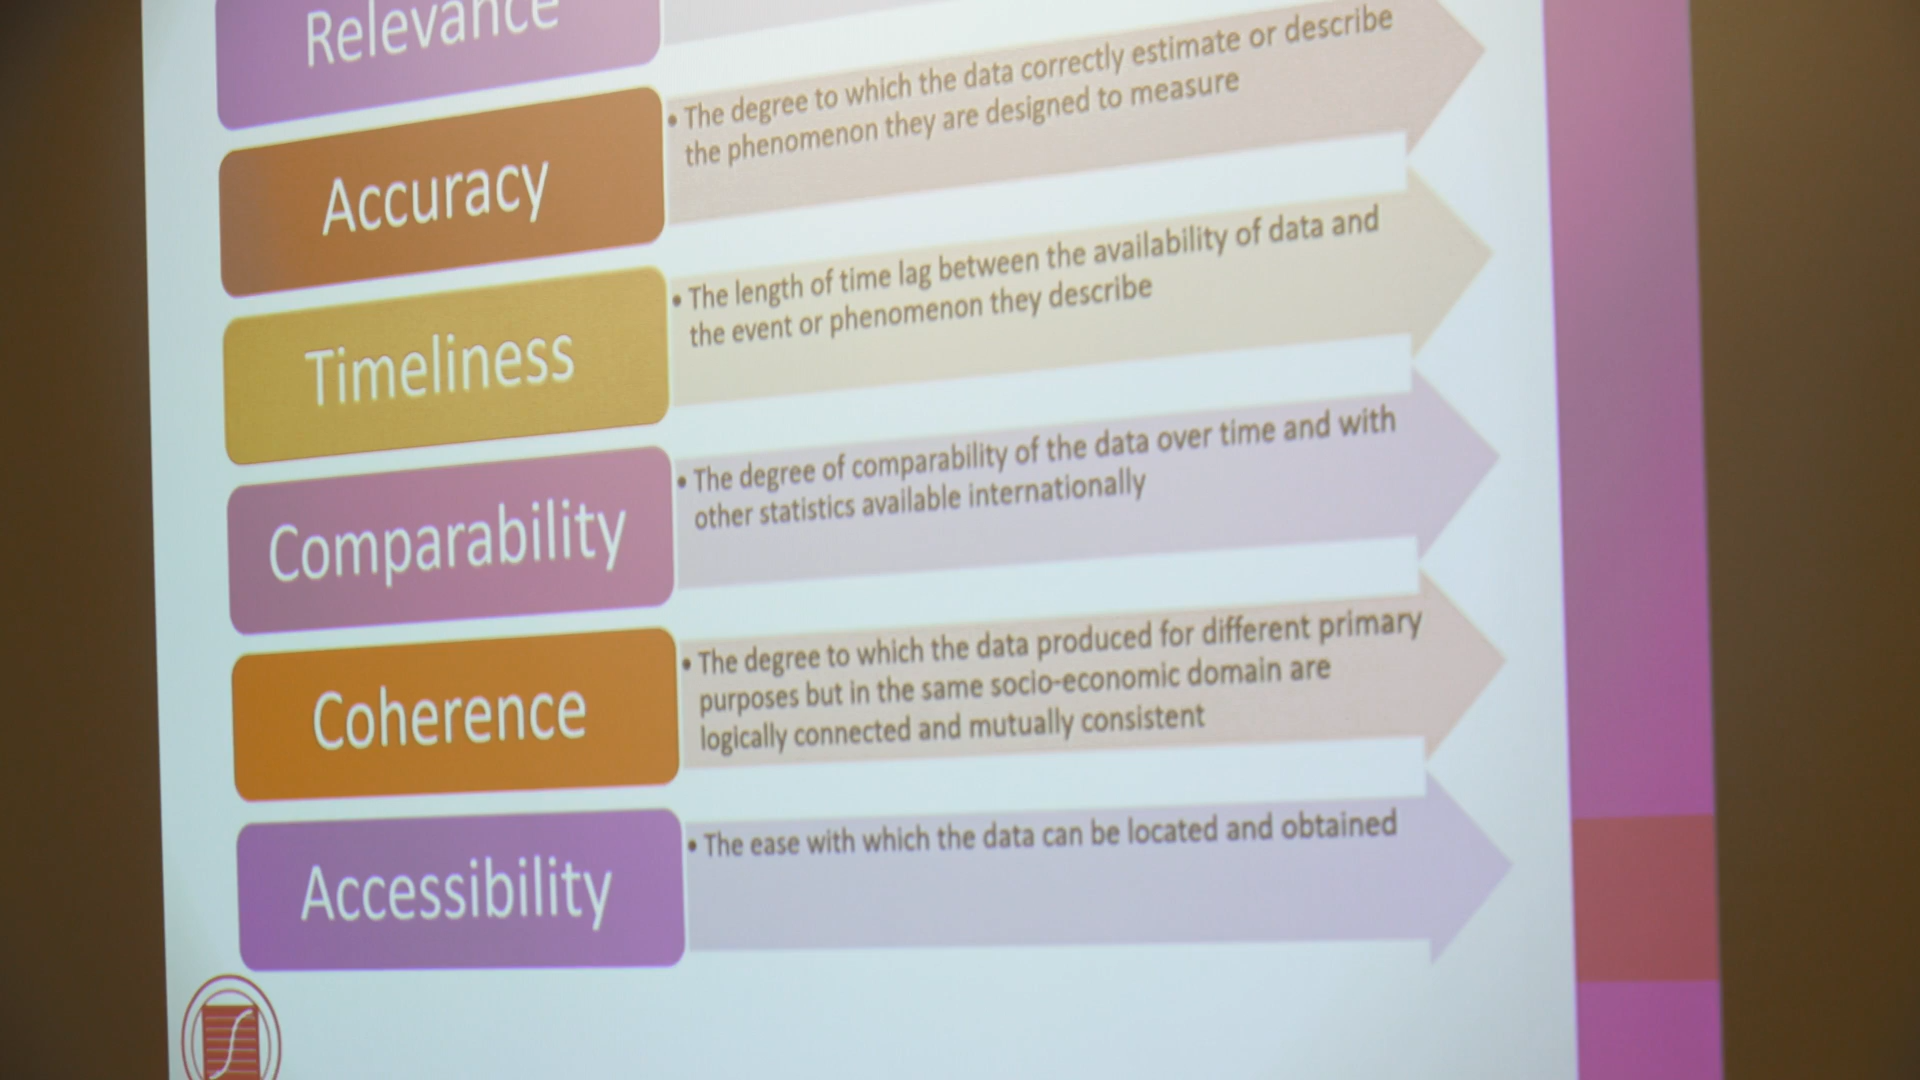 Relevance
Accuracy
• The degree to which the data correctly estimate or describe
the phenomenon they are designed to measure
Timeliness
• The length of time lag between the availability of data and
the event or phenomenon they describe
Comparability
• The degree of comparability of the data over time and with
other statistics available internationally
Coherence
• The degree to which the data produced for different primary
purposes but in the same socio-economic domain are
logically connected and mutually consistent
Accessibility
• The ease with which the data can be located and obtained